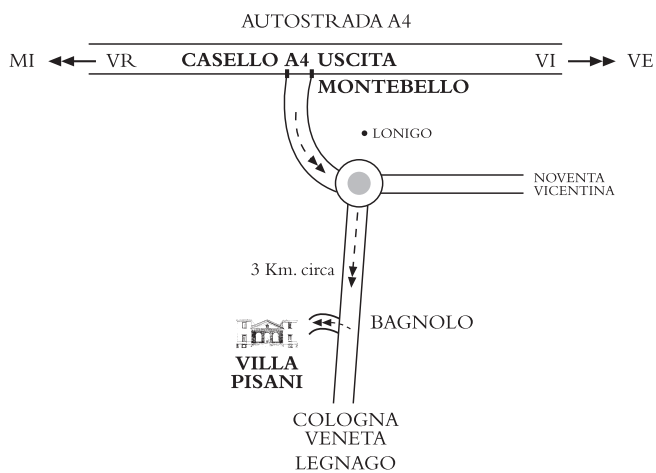 AUTOSTRADA A4
MI VR CASELLO A4 USCITA VI VE
MONTEBELLO
LONIGO
NOVENTA
VICENTINA
3 Km. circa
BAGNOLO
VILLA
PISANI
COLOGNA
VENETA
LEGNAGO